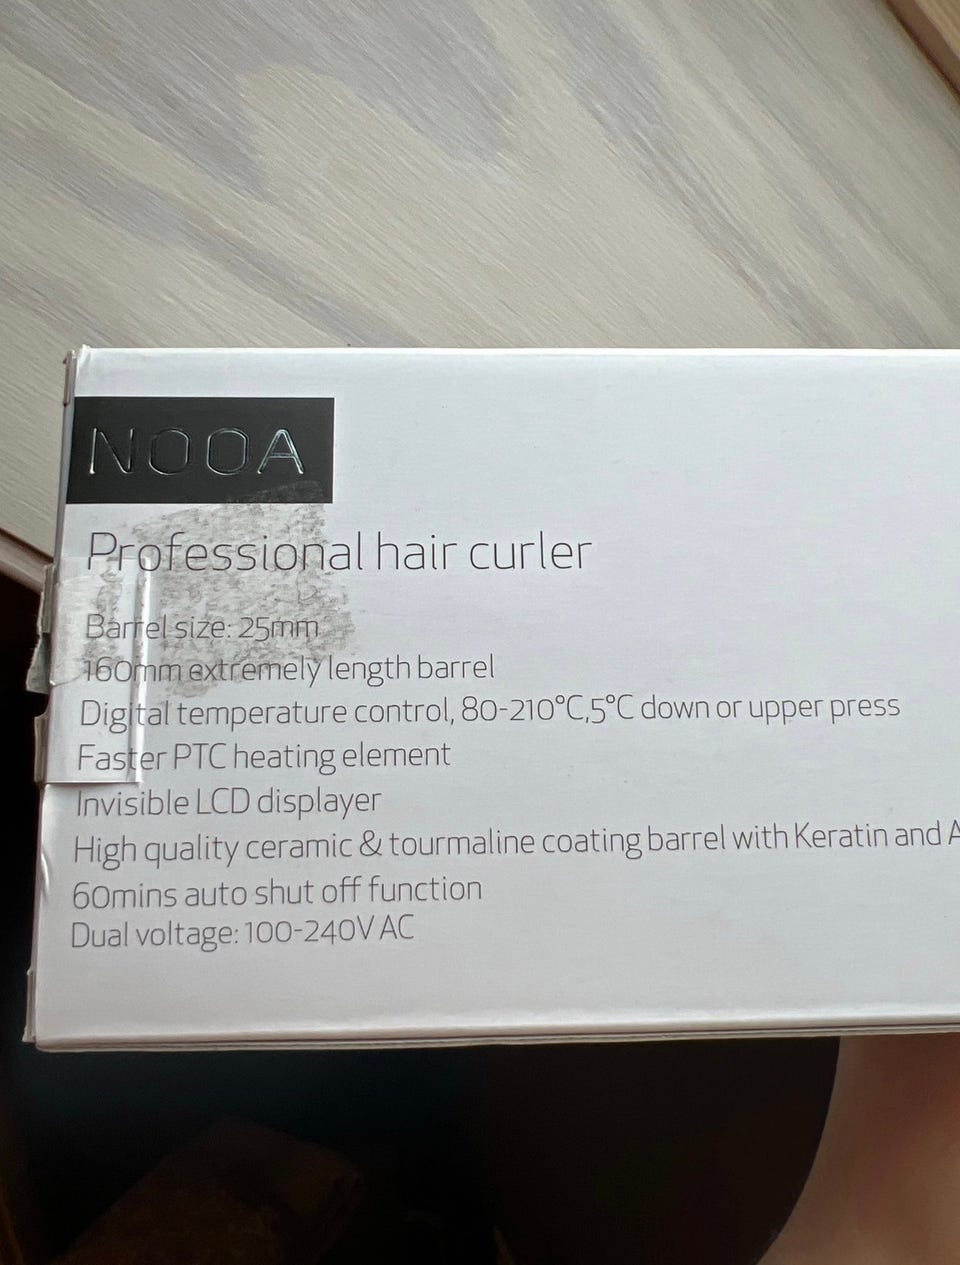 NOOA
Professional hair curler
Barrel size: 25mm
160mm extremely length barrel
Digital temperature control, 80-210°C,5°C down or upper press
Faster PTC heating element
Invisible LCD displayer
High quality ceramic & tourmaline coating barrel with Keratin and
60mins auto shut off function
Dual voltage: 100-240V AC